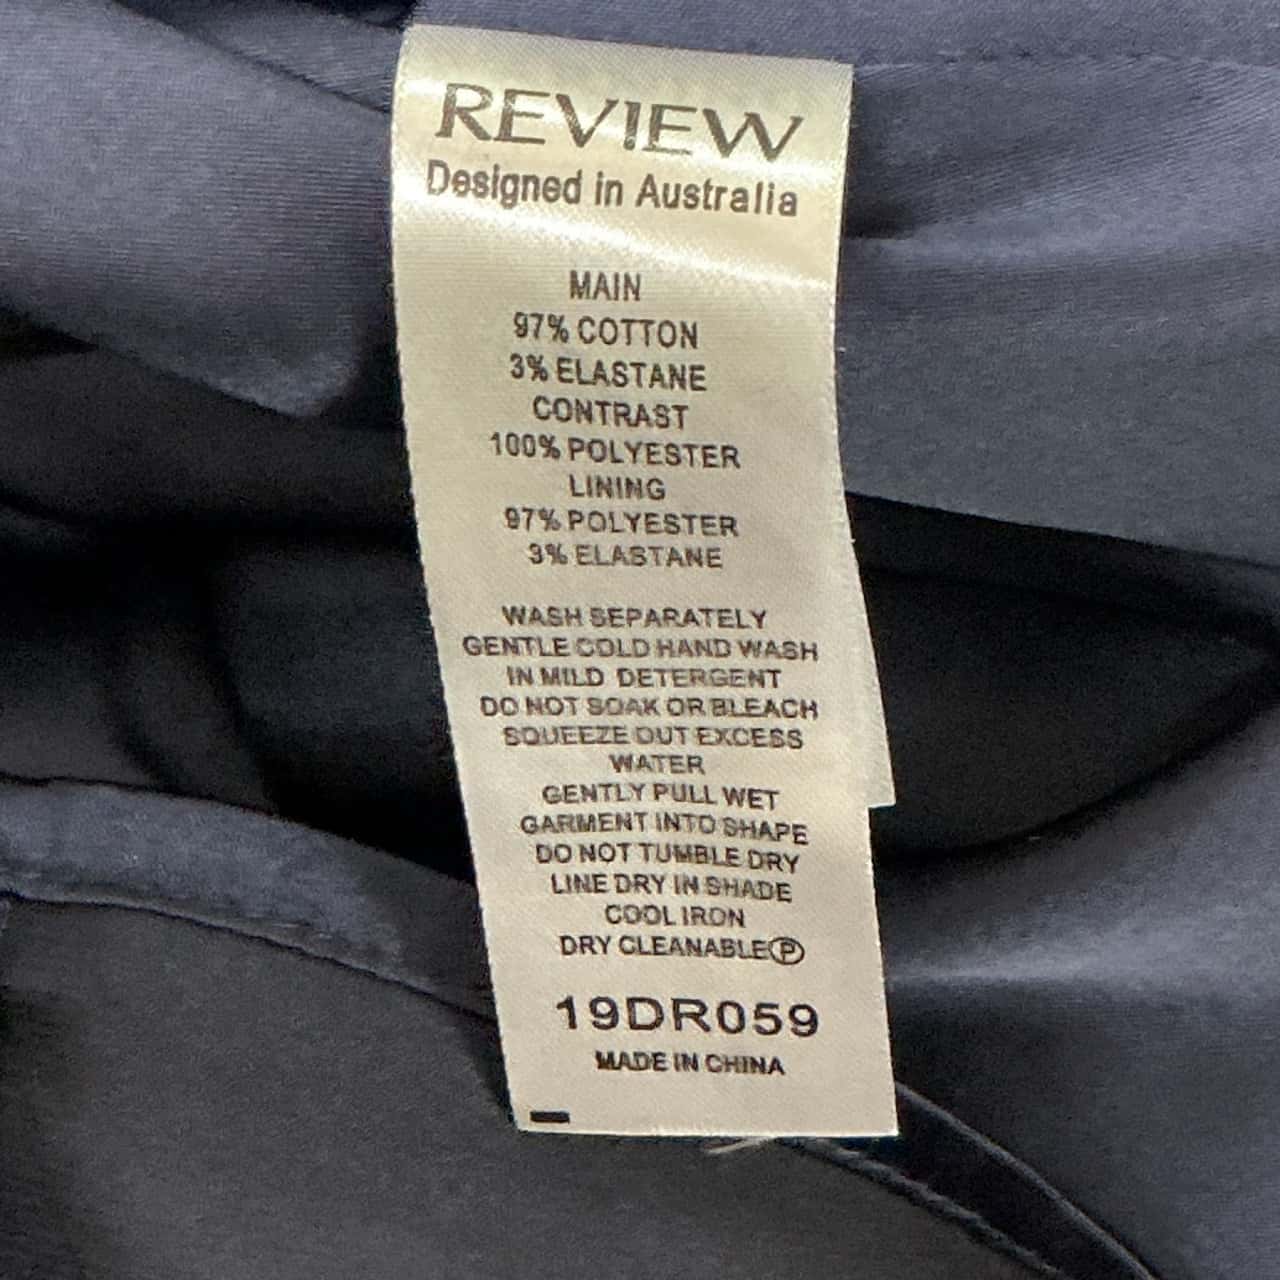 REVIEW
Designed in Australia
MAIN
97% COTTON
3% ELASTANE
CONTRAST
100% POLYESTER
LINING
97% POLYESTER
3% ELASTANE
WASH SEPARATELY
GENTLE COLD HAND WASH
IN MILD DETERGENT
DO NOT SOAK OR BLEACH
SQUEEZE OUT EXCESS
WATER
GENTLY PULL WET
GARMENT INTO SHAPE
DO NOT TUMBLE DRY
LINE DRY IN SHADE
COOL IRON
DRY CLEANABLE Ⓟ
19DR059
MADE IN CHINA